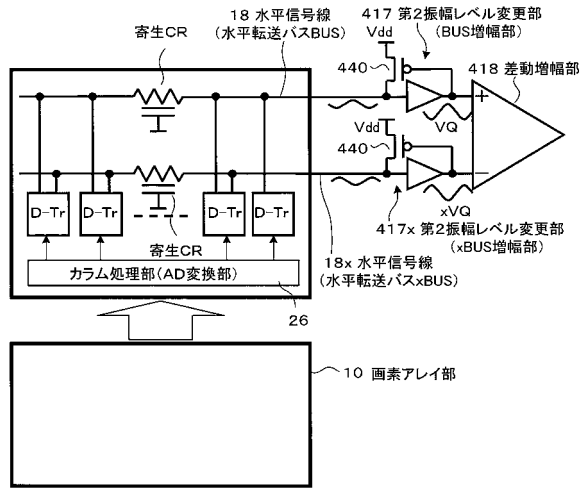 寄生CR
18 水平信号線
(水平転送バスBUS)
417 第2振幅レベル変更部
(BUS増幅部)
Vdd
440
418 差動増幅部
+
VQ
Vdd
440
−
xVQ
D-Tr
D-Tr
D-Tr
D-Tr
寄生CR
417x 第2振幅レベル変更部
(xBUS増幅部)
18x 水平信号線
(水平転送バスxBUS)
カラム処理部(AD変換部)
26
10 画素アレイ部